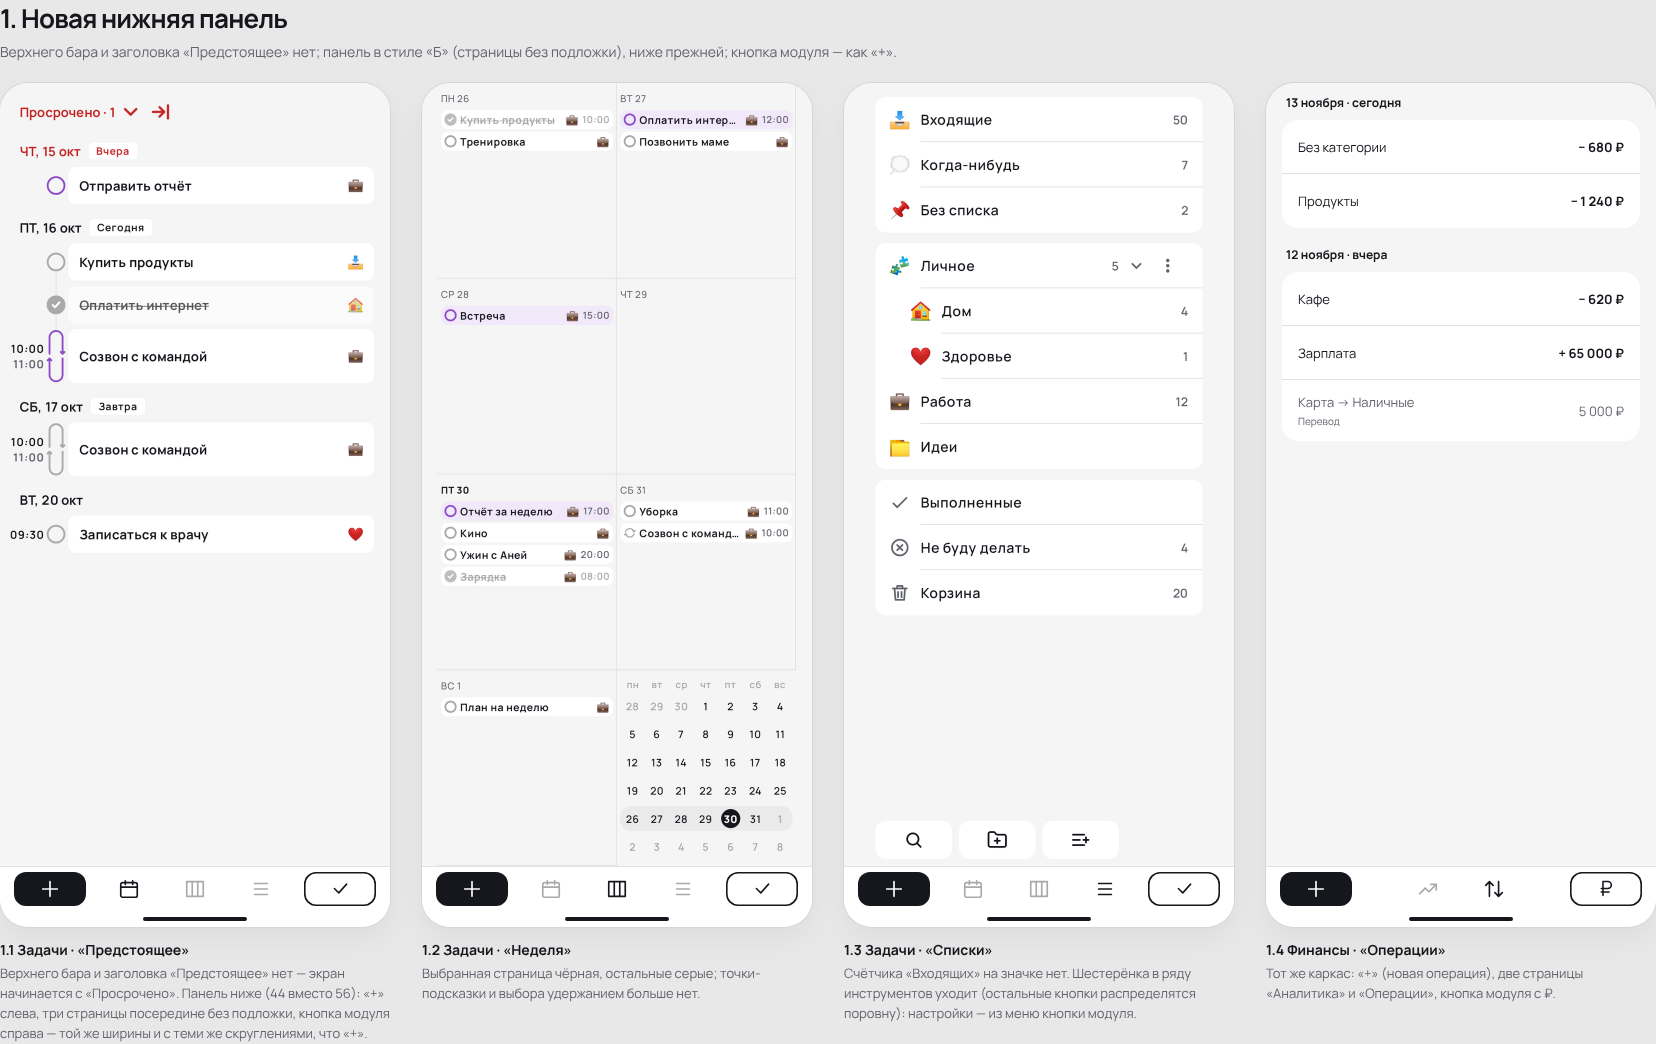 1. Новая нижняя панель
Верхнего бара и заголовка «Предстоящее» нет; панель в стиле «Б» (страницы без подложки), ниже прежней; кнопка модуля — как «+».
Просрочено · 1
ЧТ, 15 окт Вчера
Отправить отчёт
ПТ, 16 окт Сегодня
Купить продукты
Оплатить интернет
10:00
11:00
Созвон с командой
СБ, 17 окт Завтра
10:00
11:00
Созвон с командой
ВТ, 20 окт
09:30 Записаться к врачу
1.1 Задачи · «Предстоящее»
Верхнего бара и заголовка «Предстоящее» нет — экран
начинается с «Просрочено». Панель ниже (44 вместо 56): «+»
слева, три страницы посередине без подложки, кнопка модуля
справа — той же ширины и с теми же скруглениями, что «+».
ПН 26
Купить продукты 10:00
Тренировка
ВТ 27
Оплатить интер... 12:00
Позвонить маме
СР 28
Встреча 15:00
ЧТ 29
ПТ 30
Отчёт за неделю 17:00
Кино
Ужин с Аней 20:00
Зарядка 08:00
СБ 31
Уборка 11:00
Созвон с команд... 10:00
ВС 1
План на неделю
пн вт ср чт пт сб вс
28 29 30 1 2 3 4
5 6 7 8 9 10 11
12 13 14 15 16 17 18
19 20 21 22 23 24 25
26 27 28 29 30 31 1
2 3 4 5 6 7 8
1.2 Задачи · «Неделя»
Выбранная страница чёрная, остальные серые; точки-
подсказки и выбора удержанием больше нет.
Входящие 50
Когда-нибудь 7
Без списка 2
Личное 5
Дом 4
Здоровье 1
Работа 12
Идеи
Выполненные
Не буду делать 4
Корзина 20
1.3 Задачи · «Списки»
Счётчика «Входящих» на значке нет. Шестерёнка в ряду
инструментов уходит (остальные кнопки распределятся
поровну): настройки — из меню кнопки модуля.
13 ноября · сегодня
Без категории − 680 ₽
Продукты − 1 240 ₽
12 ноября · вчера
Кафе − 620 ₽
Зарплата + 65 000 ₽
Карта → Наличные 5 000 ₽
Перевод
₽
1.4 Финансы · «Операции»
Тот же каркас: «+» (новая операция), две страницы
«Аналитика» и «Операции», кнопка модуля с ₽.